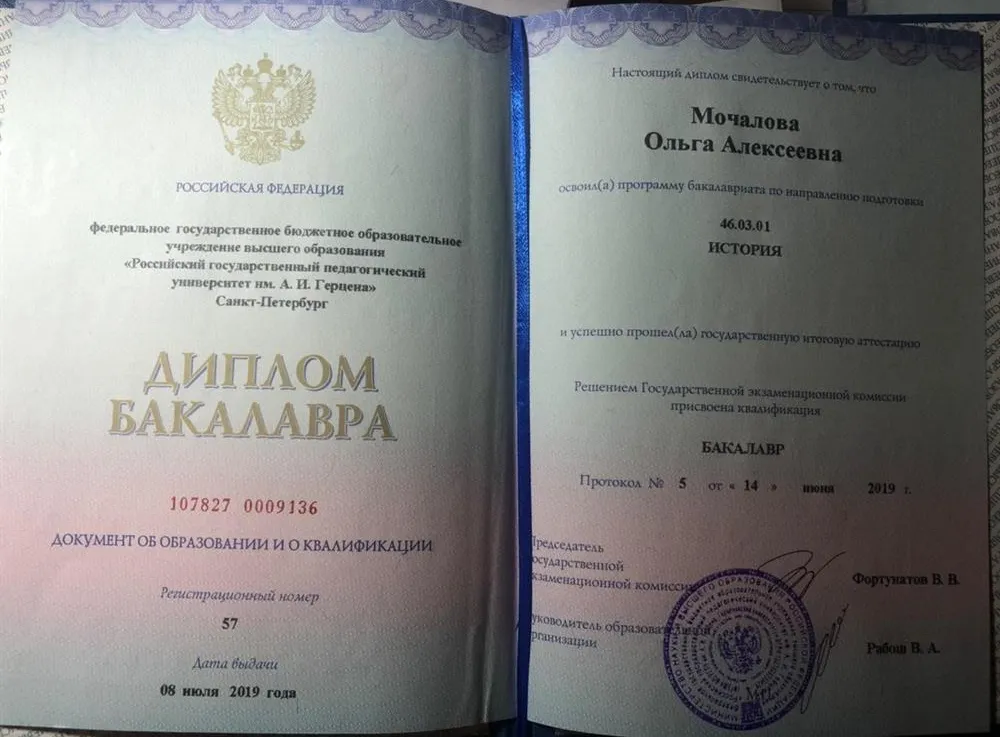 РОССИЙСКАЯ ФЕДЕРАЦИЯ
федеральное государственное бюджетное образовательное
учреждение высшего образования
«Российский государственный педагогический
университет им. А. И. Герцена»
Санкт-Петербург
ДИПЛОМ
БАКАЛАВРА
107827 0009136
ДОКУМЕНТ ОБ ОБРАЗОВАНИИ И О КВАЛИФИКАЦИИ
Регистрационный номер
57
Дата выдачи
08 июля 2019 года
Настоящий диплом свидетельствует о том, что
Мочалова
Ольга Алексеевна
освоил(а) программу бакалавриата по направлению подготовки
46.03.01
ИСТОРИЯ
и успешно прошел(ла) государственную итоговую аттестацию
Решением Государственной экзаменационной комиссии
присвоена квалификация
БАКАЛАВР
Протокол № 5 от « 14 » июня 2019 г.
Председатель
осударственной
кзаменационной комиссии
Фортунатов В. В.
уководитель образовательной
рганизации
Рабош В. А.